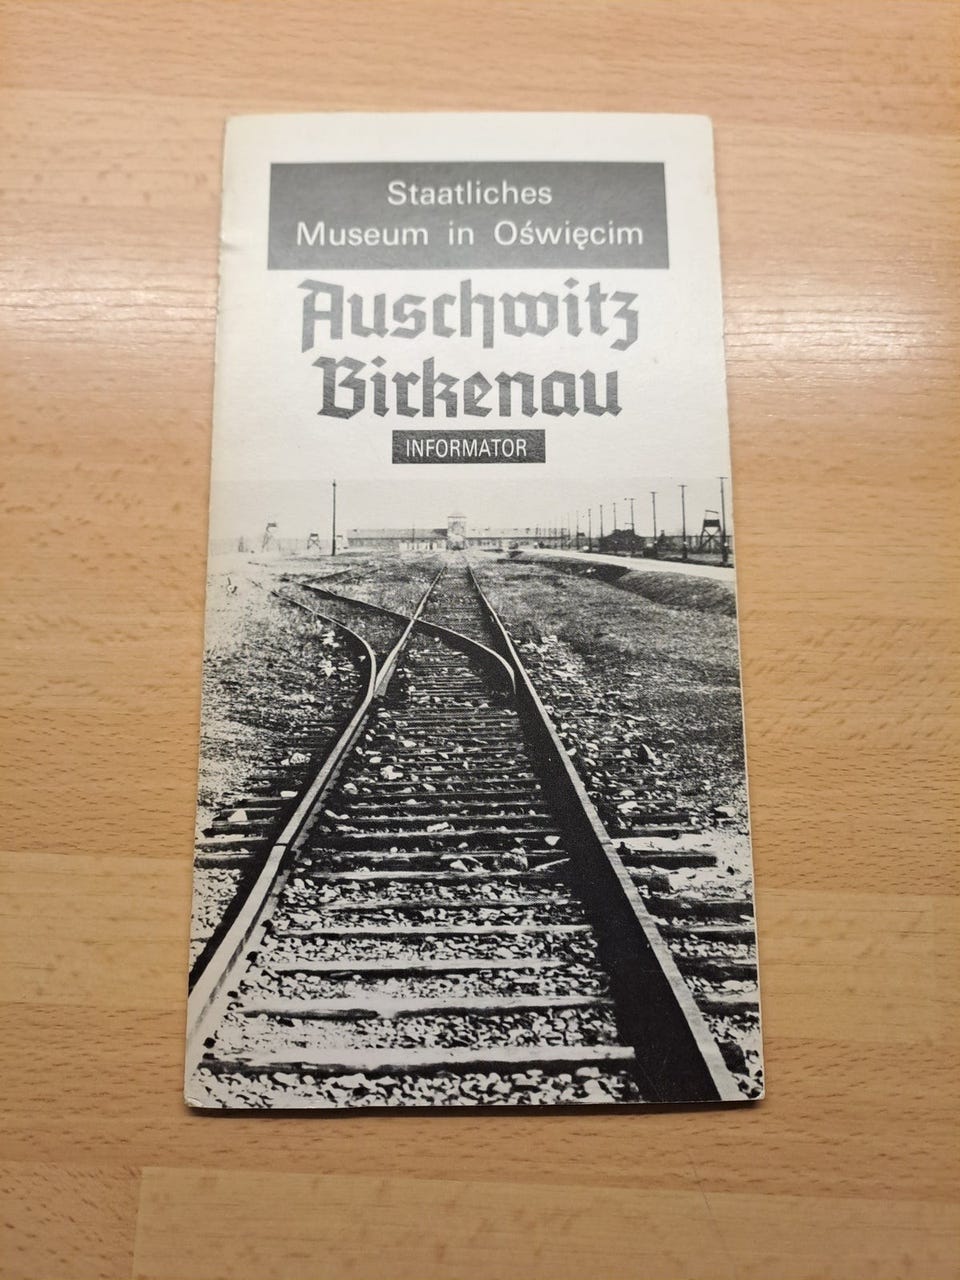 Staatliches
Museum in Oświęcim
Auschwitz
Birkenau
INFORMATOR